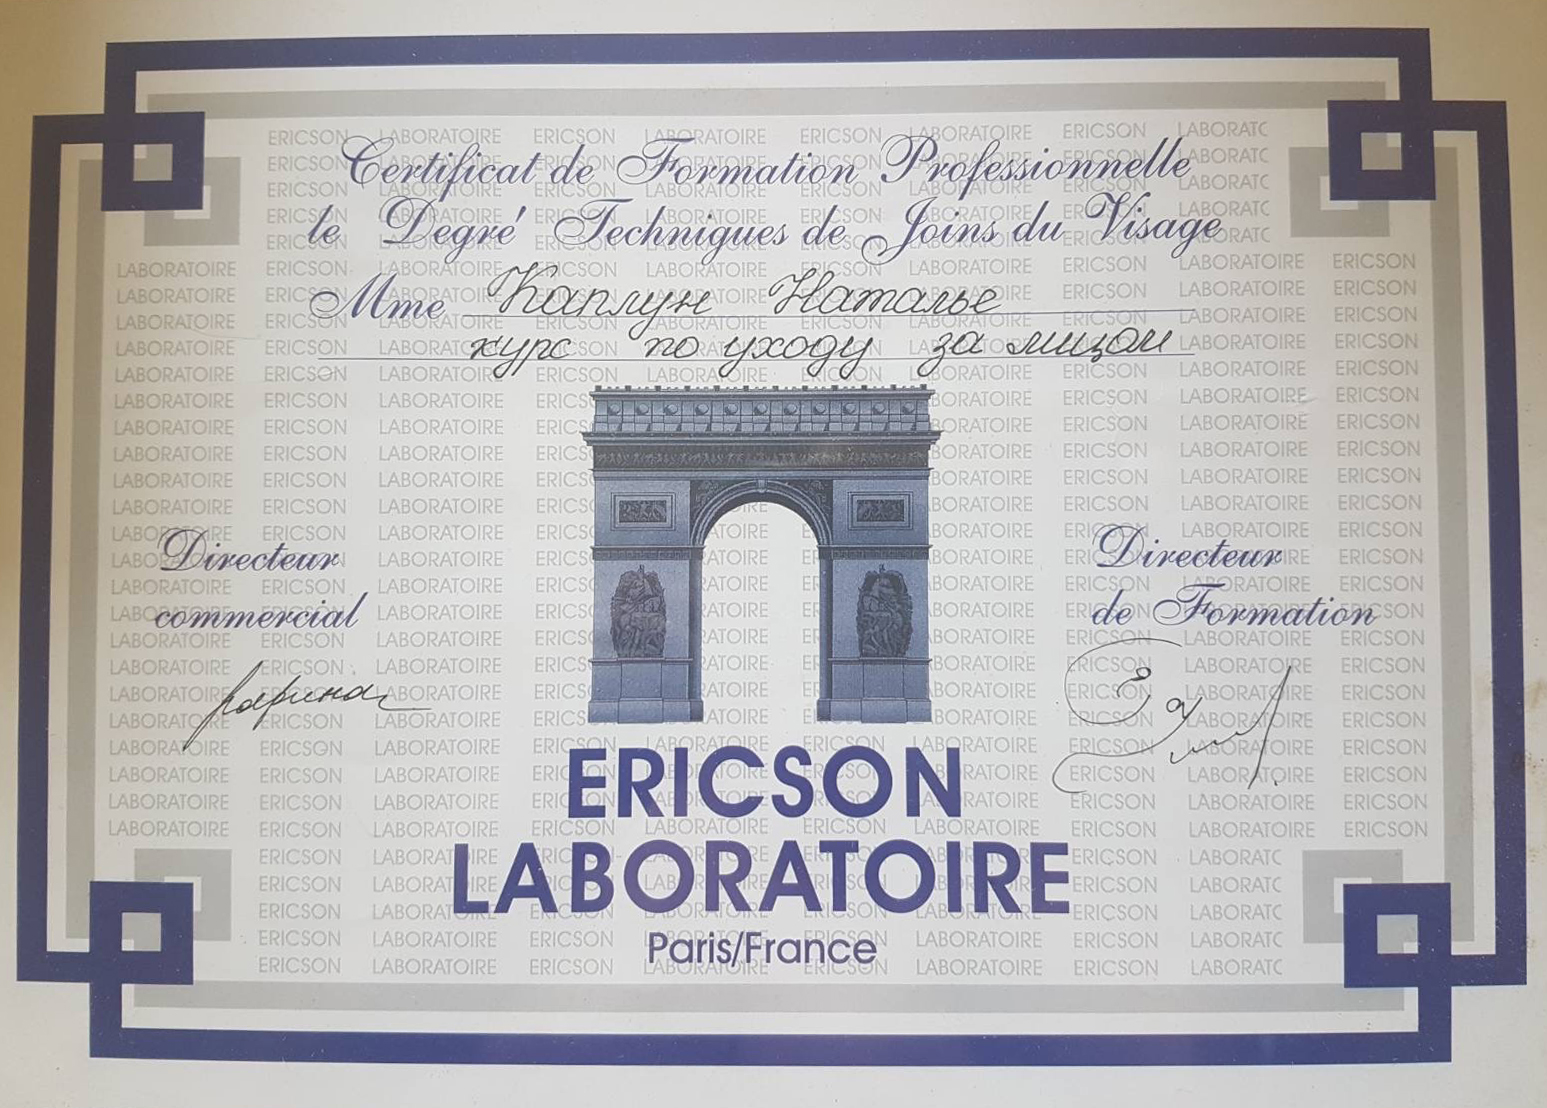 Certificat de Formation Professionnelle
le Degré Techniques de Joins du Visage
Mme Каплун Наталье
курс по уходу за лицом
Directeur
commercial
Directeur
de Formation
ERICSON
LABORATOIRE
Paris/France